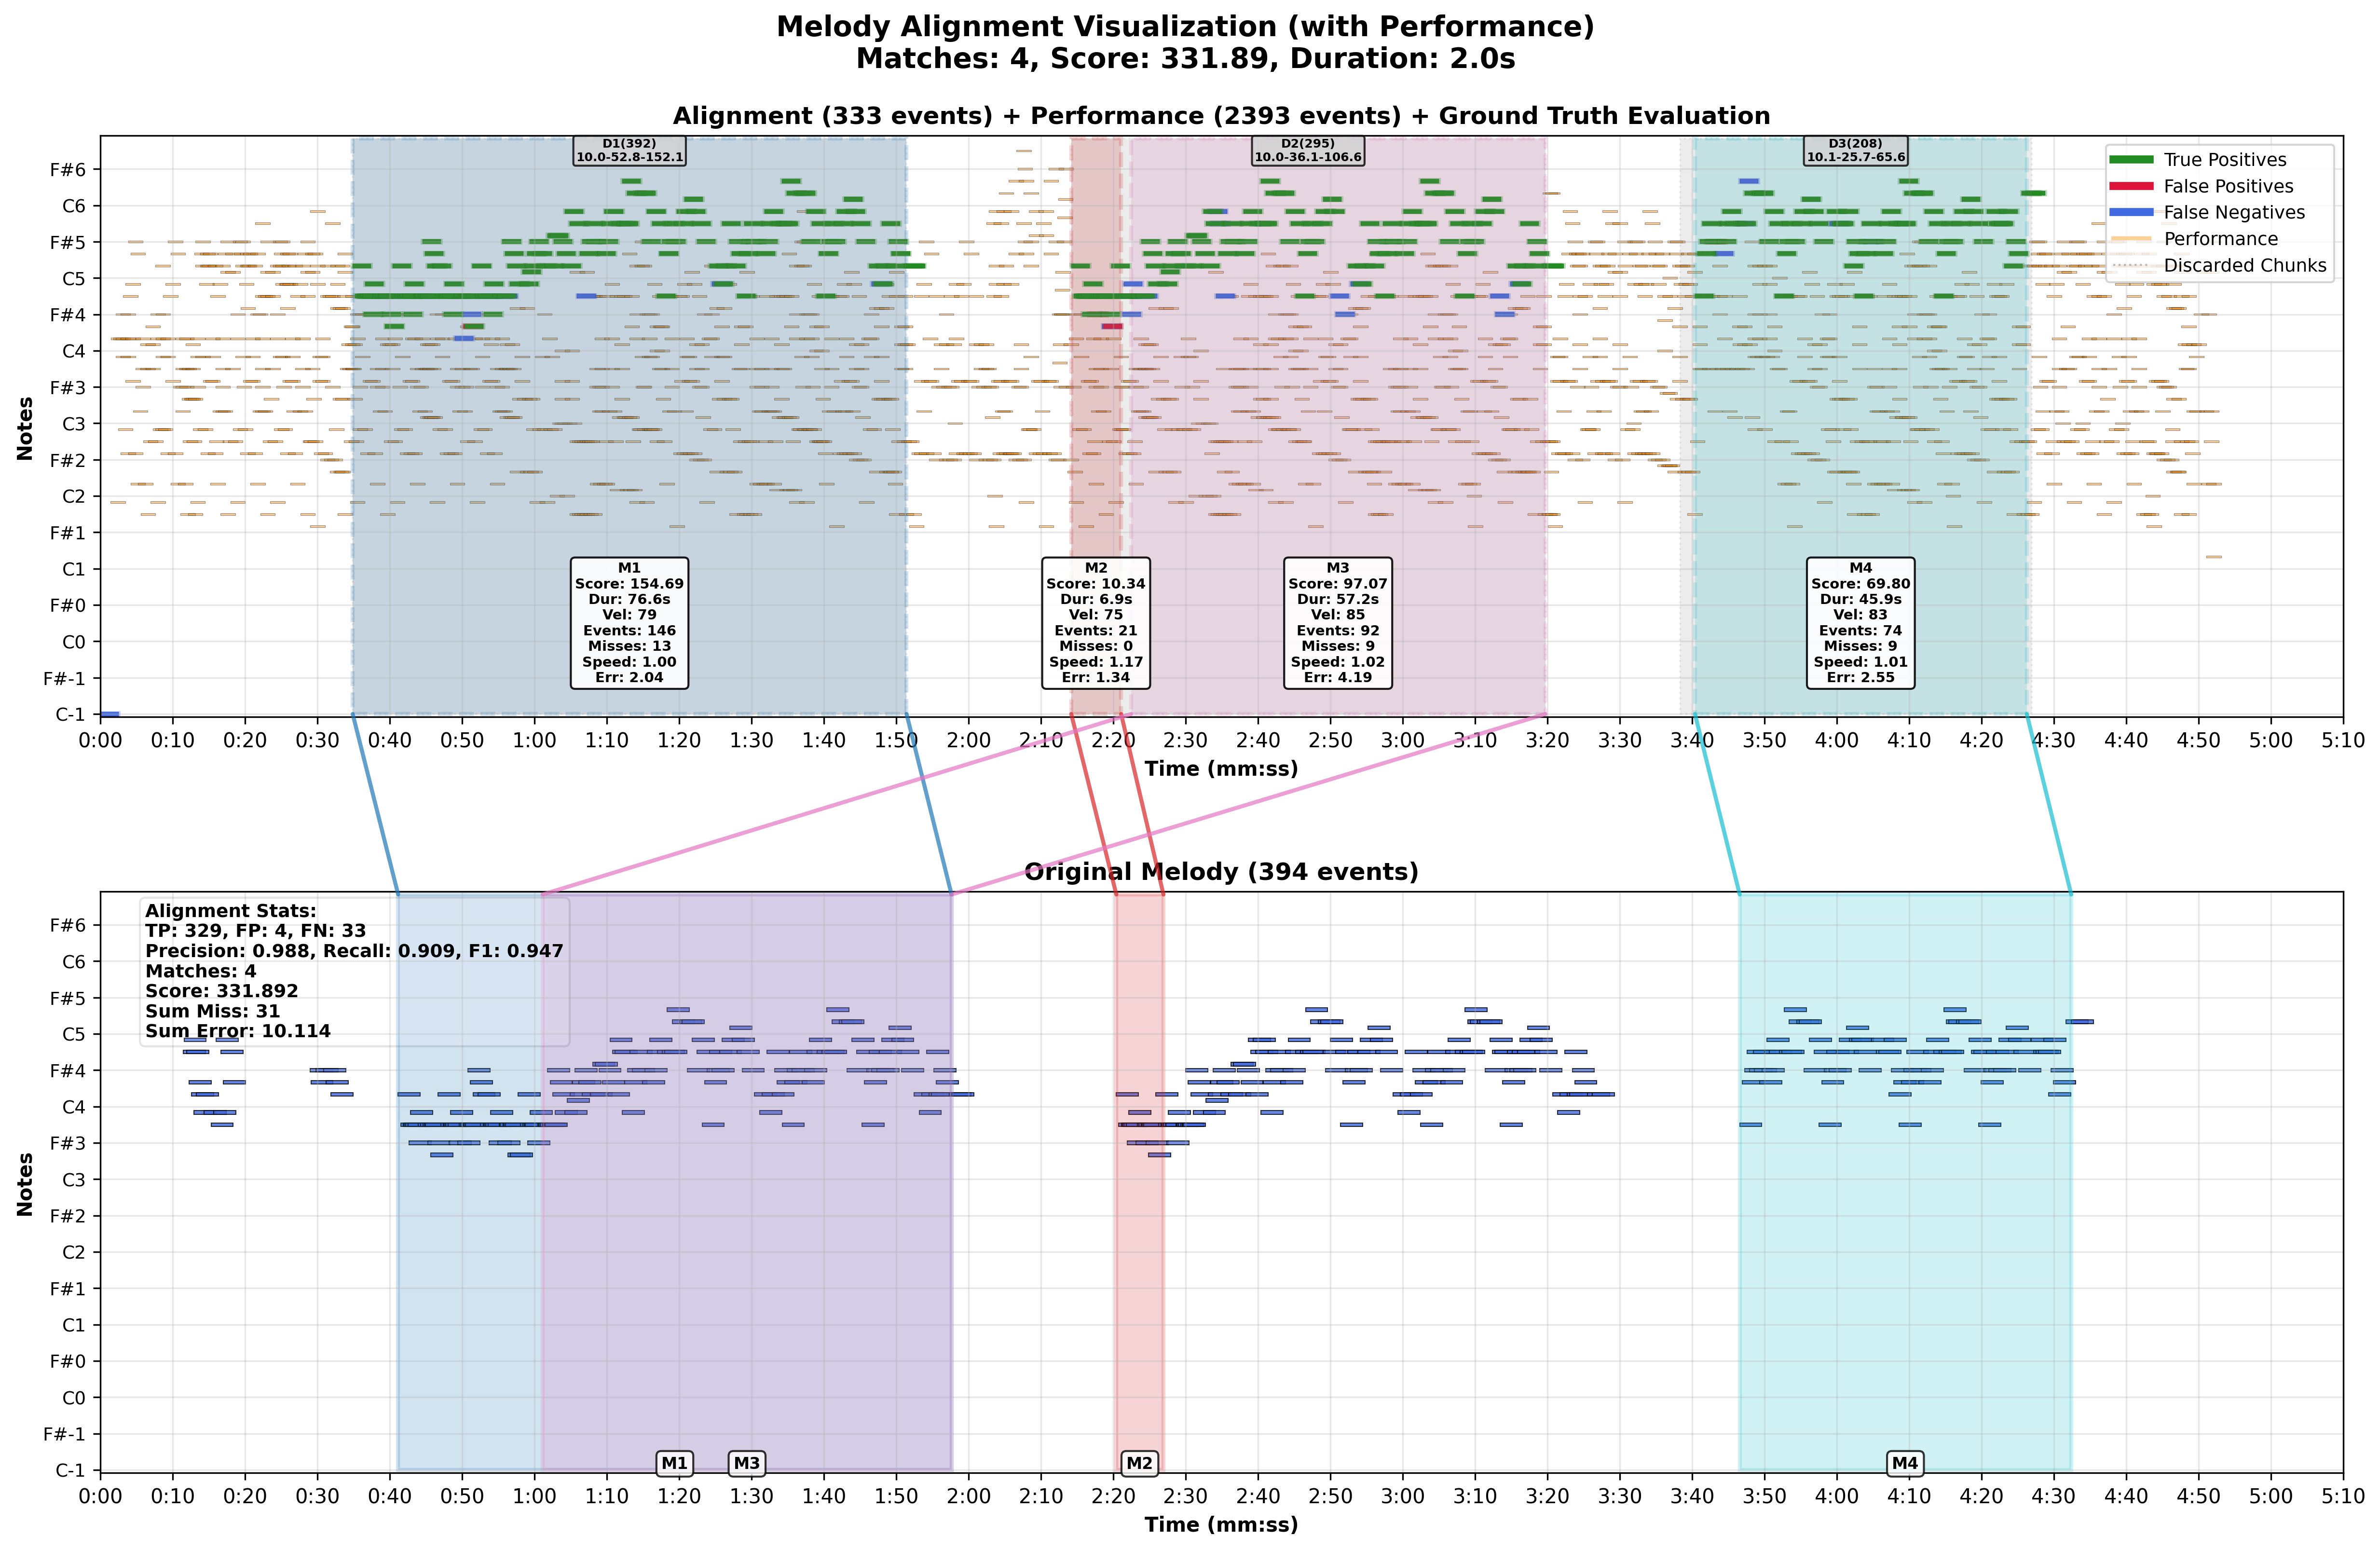 Melody Alignment Visualization (with Performance)
Matches: 4, Score: 331.89, Duration: 2.0s
Alignment (333 events) + Performance (2393 events) + Ground Truth Evaluation
D1(392)
10.0-52.8-152.1
D2(295)
10.0-36.1-106.6
D3(208)
10.1-25.7-65.6
True Positives
False Positives
False Negatives
Performance
Discarded Chunks
Notes
F#6
C6
F#5
C5
F#4
C4
F#3
C3
F#2
C2
F#1
C1
F#0
C0
F#-1
C-1
M1
Score: 154.69
Dur: 76.6s
Vel: 79
Events: 146
Misses: 13
Speed: 1.00
Err: 2.04
M2
Score: 10.34
Dur: 6.9s
Vel: 75
Events: 21
Misses: 0
Speed: 1.17
Err: 1.34
M3
Score: 97.07
Dur: 57.2s
Vel: 85
Events: 92
Misses: 9
Speed: 1.02
Err: 4.19
M4
Score: 69.80
Dur: 45.9s
Vel: 83
Events: 74
Misses: 9
Speed: 1.01
Err: 2.55
0:00 0:10 0:20 0:30 0:40 0:50 1:00 1:10 1:20 1:30 1:40 1:50 2:00 2:10 2:20 2:30 2:40 2:50 3:00 3:10 3:20 3:30 3:40 3:50 4:00 4:10 4:20 4:30 4:40 4:50 5:00 5:10
Time (mm:ss)
Original Melody (394 events)
Alignment Stats:
TP: 329, FP: 4, FN: 33
Precision: 0.988, Recall: 0.909, F1: 0.947
Matches: 4
Score: 331.892
Sum Miss: 31
Sum Error: 10.114
Notes
F#6
C6
F#5
C5
F#4
C4
F#3
C3
F#2
C2
F#1
C1
F#0
C0
F#-1
C-1
M1
M3
M2
M4
0:00 0:10 0:20 0:30 0:40 0:50 1:00 1:10 1:20 1:30 1:40 1:50 2:00 2:10 2:20 2:30 2:40 2:50 3:00 3:10 3:20 3:30 3:40 3:50 4:00 4:10 4:20 4:30 4:40 4:50 5:00 5:10
Time (mm:ss)